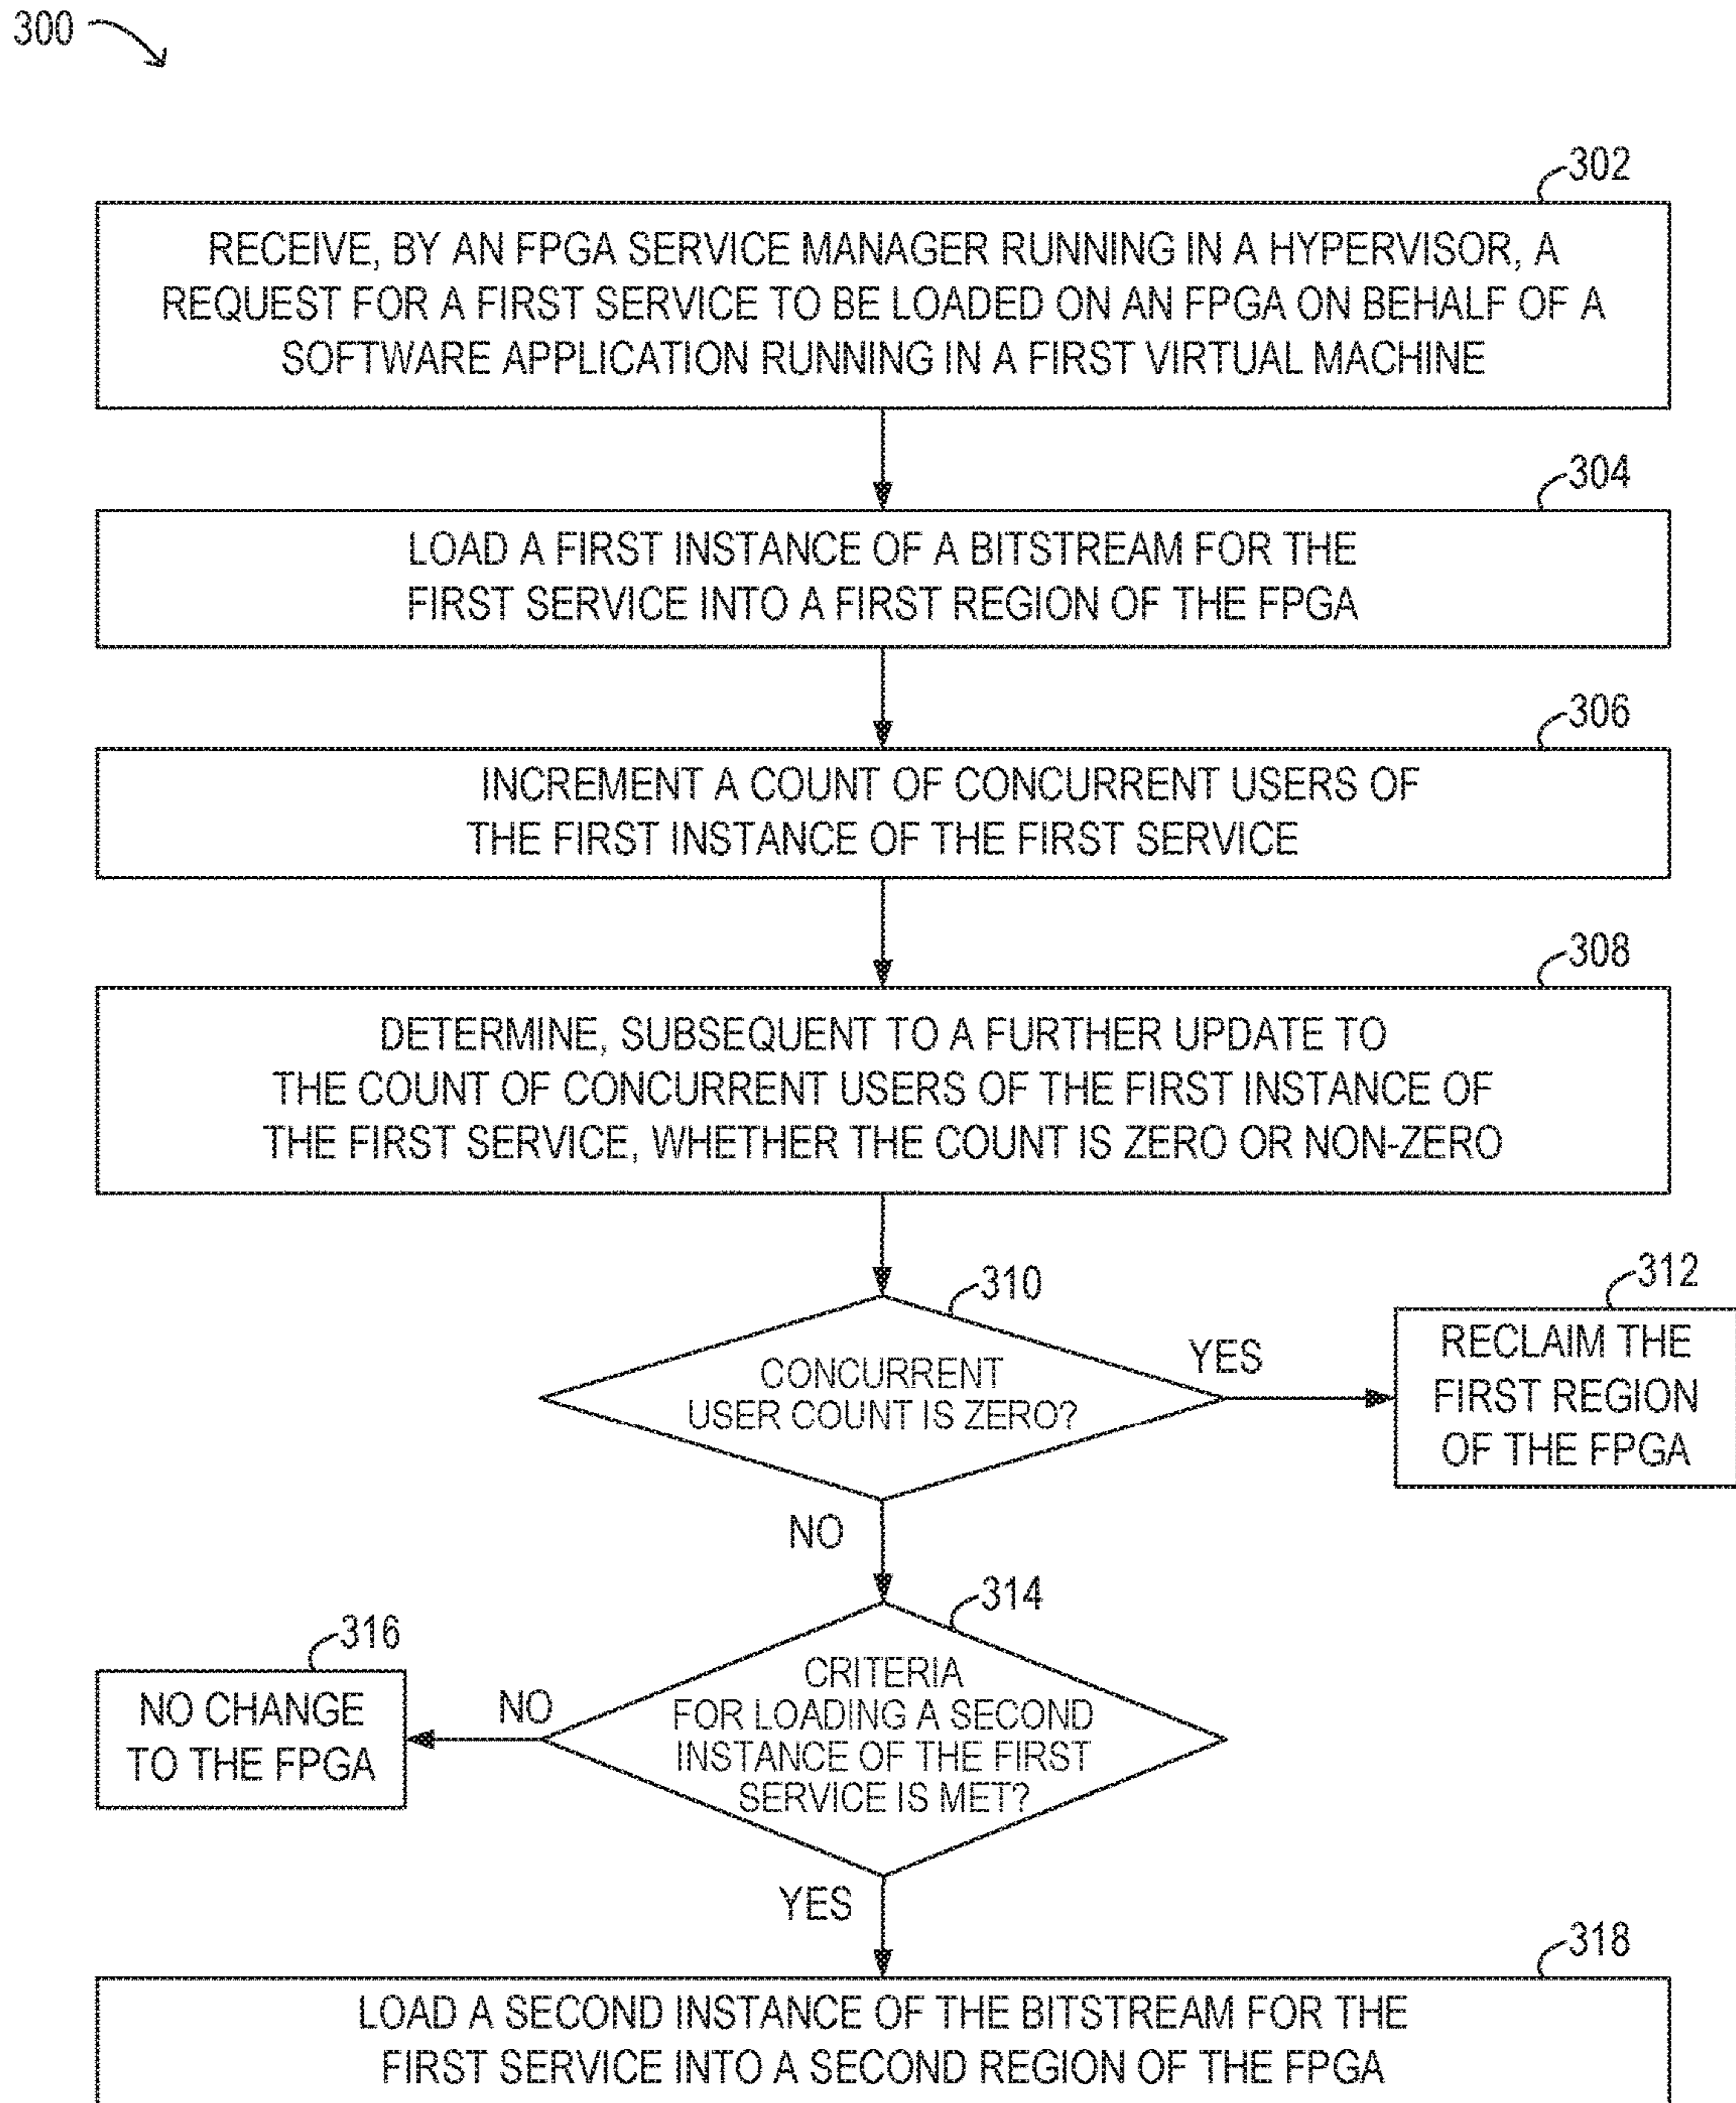 300
302
RECEIVE, BY AN FPGA SERVICE MANAGER RUNNING IN A HYPERVISOR, A
REQUEST FOR A FIRST SERVICE TO BE LOADED ON AN FPGA ON BEHALF OF A
SOFTWARE APPLICATION RUNNING IN A FIRST VIRTUAL MACHINE
304
LOAD A FIRST INSTANCE OF A BITSTREAM FOR THE
FIRST SERVICE INTO A FIRST REGION OF THE FPGA
306
INCREMENT A COUNT OF CONCURRENT USERS OF
THE FIRST INSTANCE OF THE FIRST SERVICE
308
DETERMINE, SUBSEQUENT TO A FURTHER UPDATE TO
THE COUNT OF CONCURRENT USERS OF THE FIRST INSTANCE OF
THE FIRST SERVICE, WHETHER THE COUNT IS ZERO OR NON-ZERO
310
CONCURRENT
USER COUNT IS ZERO?
YES
312
RECLAIM THE
FIRST REGION
OF THE FPGA
NO
314
CRITERIA
FOR LOADING A SECOND
INSTANCE OF THE FIRST
SERVICE IS MET?
NO
316
NO CHANGE
TO THE FPGA
YES
318
LOAD A SECOND INSTANCE OF THE BITSTREAM FOR THE
FIRST SERVICE INTO A SECOND REGION OF THE FPGA